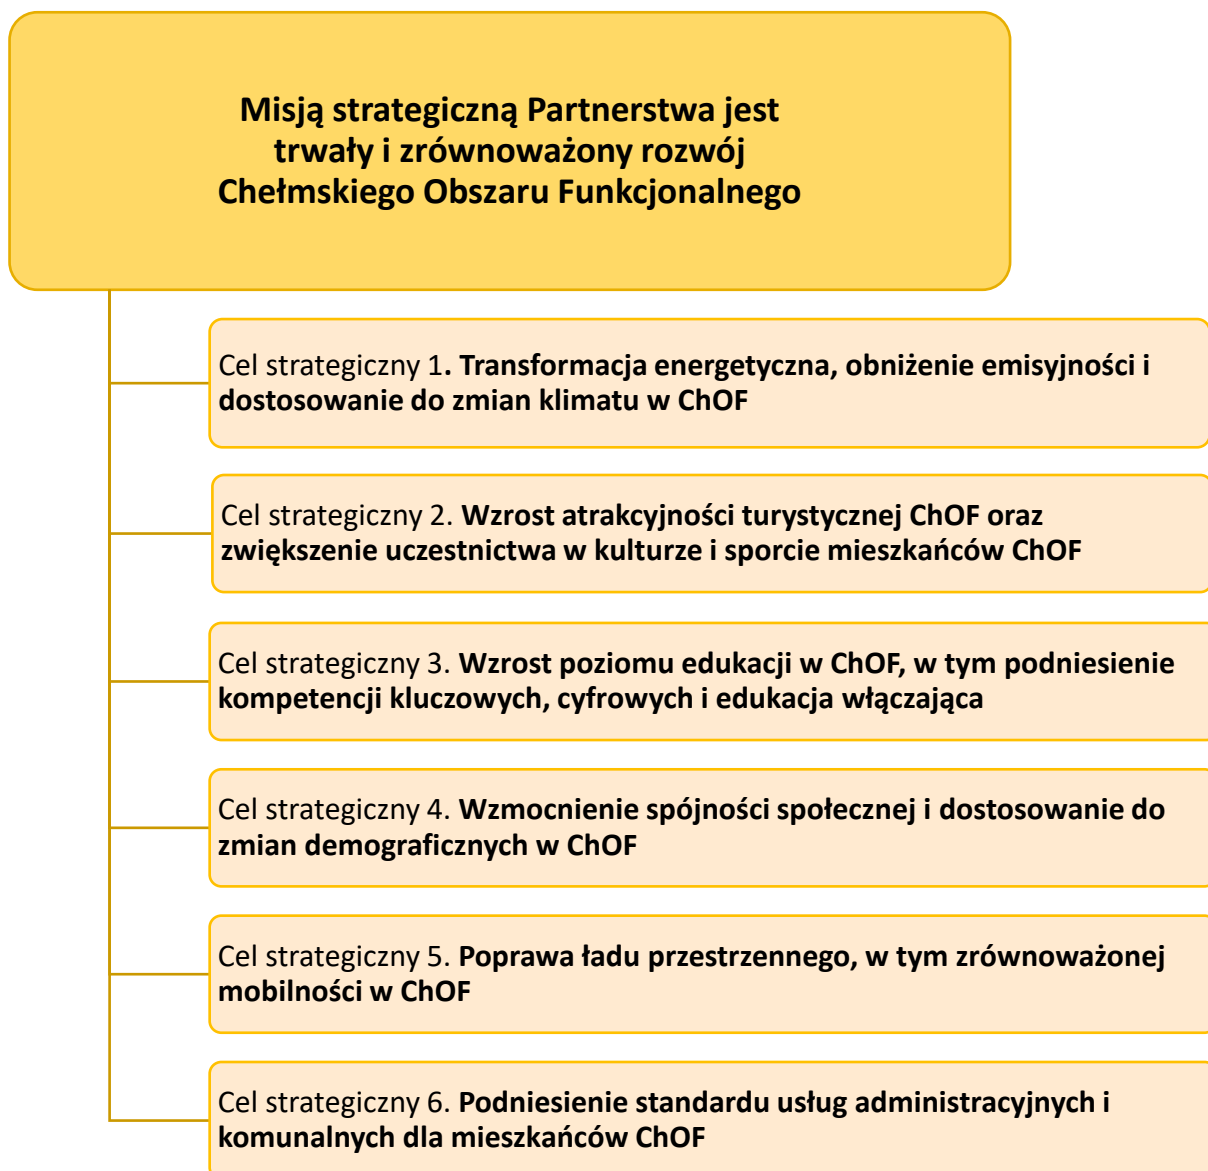 Misją strategiczną Partnerstwa jest
trwały i zrównoważony rozwój
Chełmskiego Obszaru Funkcjonalnego
Cel strategiczny 1. Transformacja energetyczna, obniżenie emisyjności i
dostosowanie do zmian klimatu w ChOF
Cel strategiczny 2. Wzrost atrakcyjności turystycznej ChOF oraz
zwiększenie uczestnictwa w kulturze i sporcie mieszkańców ChOF
Cel strategiczny 3. Wzrost poziomu edukacji w ChOF, w tym podniesienie
kompetencji kluczowych, cyfrowych i edukacja włączająca
Cel strategiczny 4. Wzmocnienie spójności społecznej i dostosowanie do
zmian demograficznych w ChOF
Cel strategiczny 5. Poprawa ładu przestrzennego, w tym zrównoważonej
mobilności w ChOF
Cel strategiczny 6. Podniesienie standardu usług administracyjnych i
komunalnych dla mieszkańców ChOF